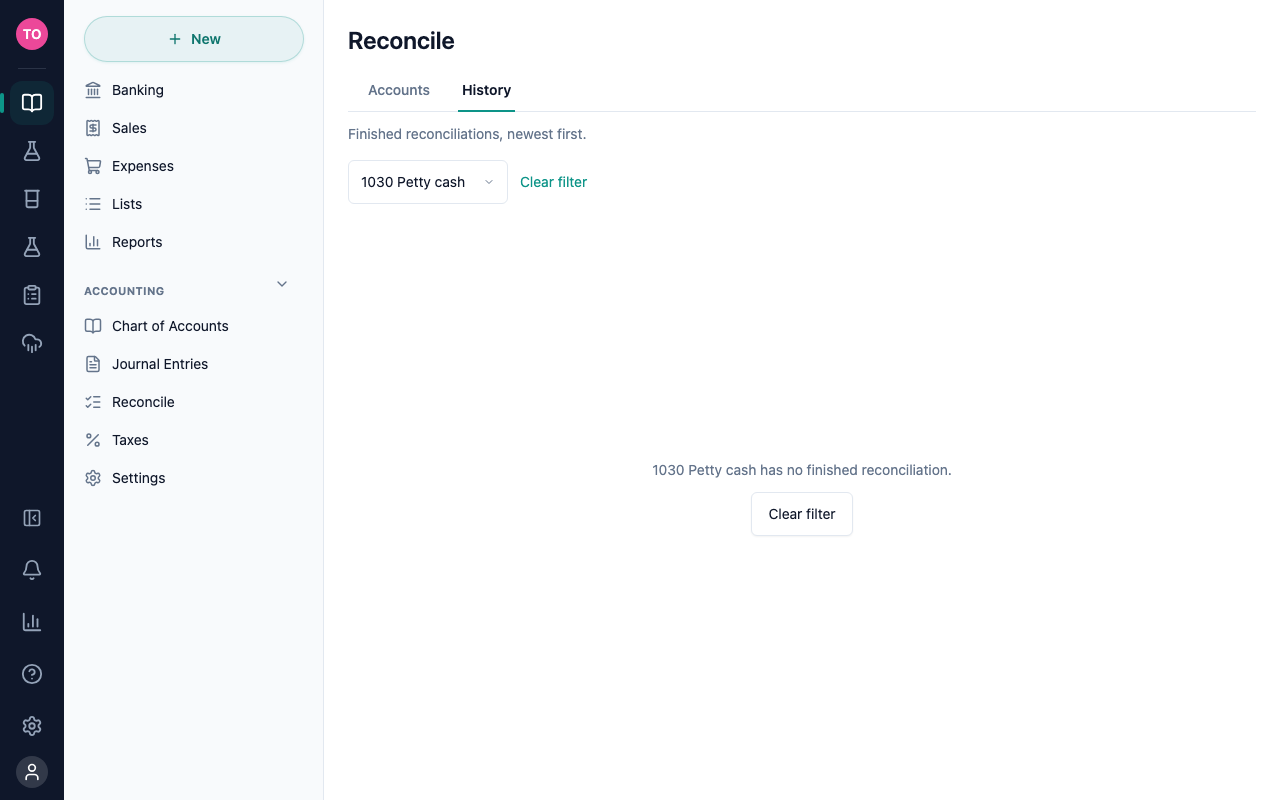 TO
New
Banking
Sales
Expenses
Lists
Reports
ACCOUNTING
Chart of Accounts
Journal Entries
Reconcile
Taxes
Settings
Reconcile
Accounts
History
Finished reconciliations, newest first.
1030 Petty cash
Clear filter
1030 Petty cash has no finished reconciliation.
Clear filter